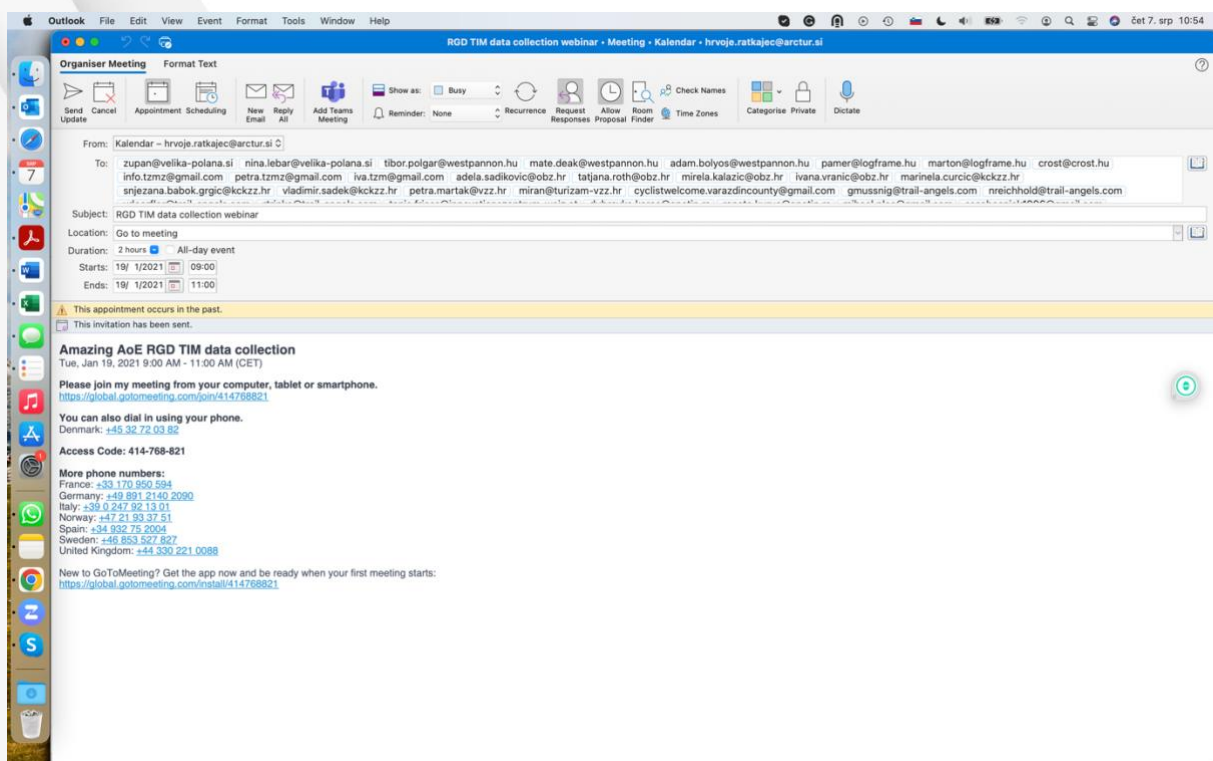 Outlook File Edit View Event Format Tools Window Help čet 7. srp 10:54
RGD TIM data collection webinar • Meeting • Kalendar • hrvoje.ratkajec@arctur.si
Organiser Meeting Format Text
Send Update Cancel Appointment Scheduling New Email Reply All Add Teams Meeting Show as: Busy Recurrence Request Responses Allow Proposal Room Finder Check Names Categorise Private Dictate
Reminder: None Time Zones
From: Kalendar – hrvoje.ratkajec@arctur.si
To: zupan@velika-polana.si nina.lebar@velika-polana.si tibor.polgar@westpannon.hu mate.deak@westpannon.hu adam.bolyos@westpannon.hu pamer@logframe.hu marton@logframe.hu crost@crost.hu
info.tzmz@gmail.com petra.tzmz@gmail.com iva.tzm@gmail.com adela.sadikovic@obz.hr tatjana.roth@obz.hr mirela.kalazic@obz.hr ivana.vranic@obz.hr marinela.curcic@kckzz.hr
snjezana.babok.grgic@kckzz.hr vladimir.sadek@kckzz.hr petra.martak@vzz.hr miran@turizam-vzz.hr cyclistwelcome.varazdincounty@gmail.com gmussnig@trail-angels.com nreichhold@trail-angels.com
Subject: RGD TIM data collection webinar
Location: Go to meeting
Duration: 2 hours All-day event
Starts: 19/ 1/2021 09:00
Ends: 19/ 1/2021 11:00
This appointment occurs in the past.
This invitation has been sent.
Amazing AoE RGD TIM data collection
Tue, Jan 19, 2021 9:00 AM - 11:00 AM (CET)
Please join my meeting from your computer, tablet or smartphone.
https://global.gotomeeting.com/join/414768821
You can also dial in using your phone.
Denmark: +45 32 72 03 82
Access Code: 414-768-821
More phone numbers:
France: +33 170 950 594
Germany: +49 891 2140 2090
Italy: +39 0 247 92 13 01
Norway: +47 21 93 37 51
Spain: +34 932 75 2004
Sweden: +46 853 527 827
United Kingdom: +44 330 221 0088
New to GoToMeeting? Get the app now and be ready when your first meeting starts:
https://global.gotomeeting.com/install/414768821